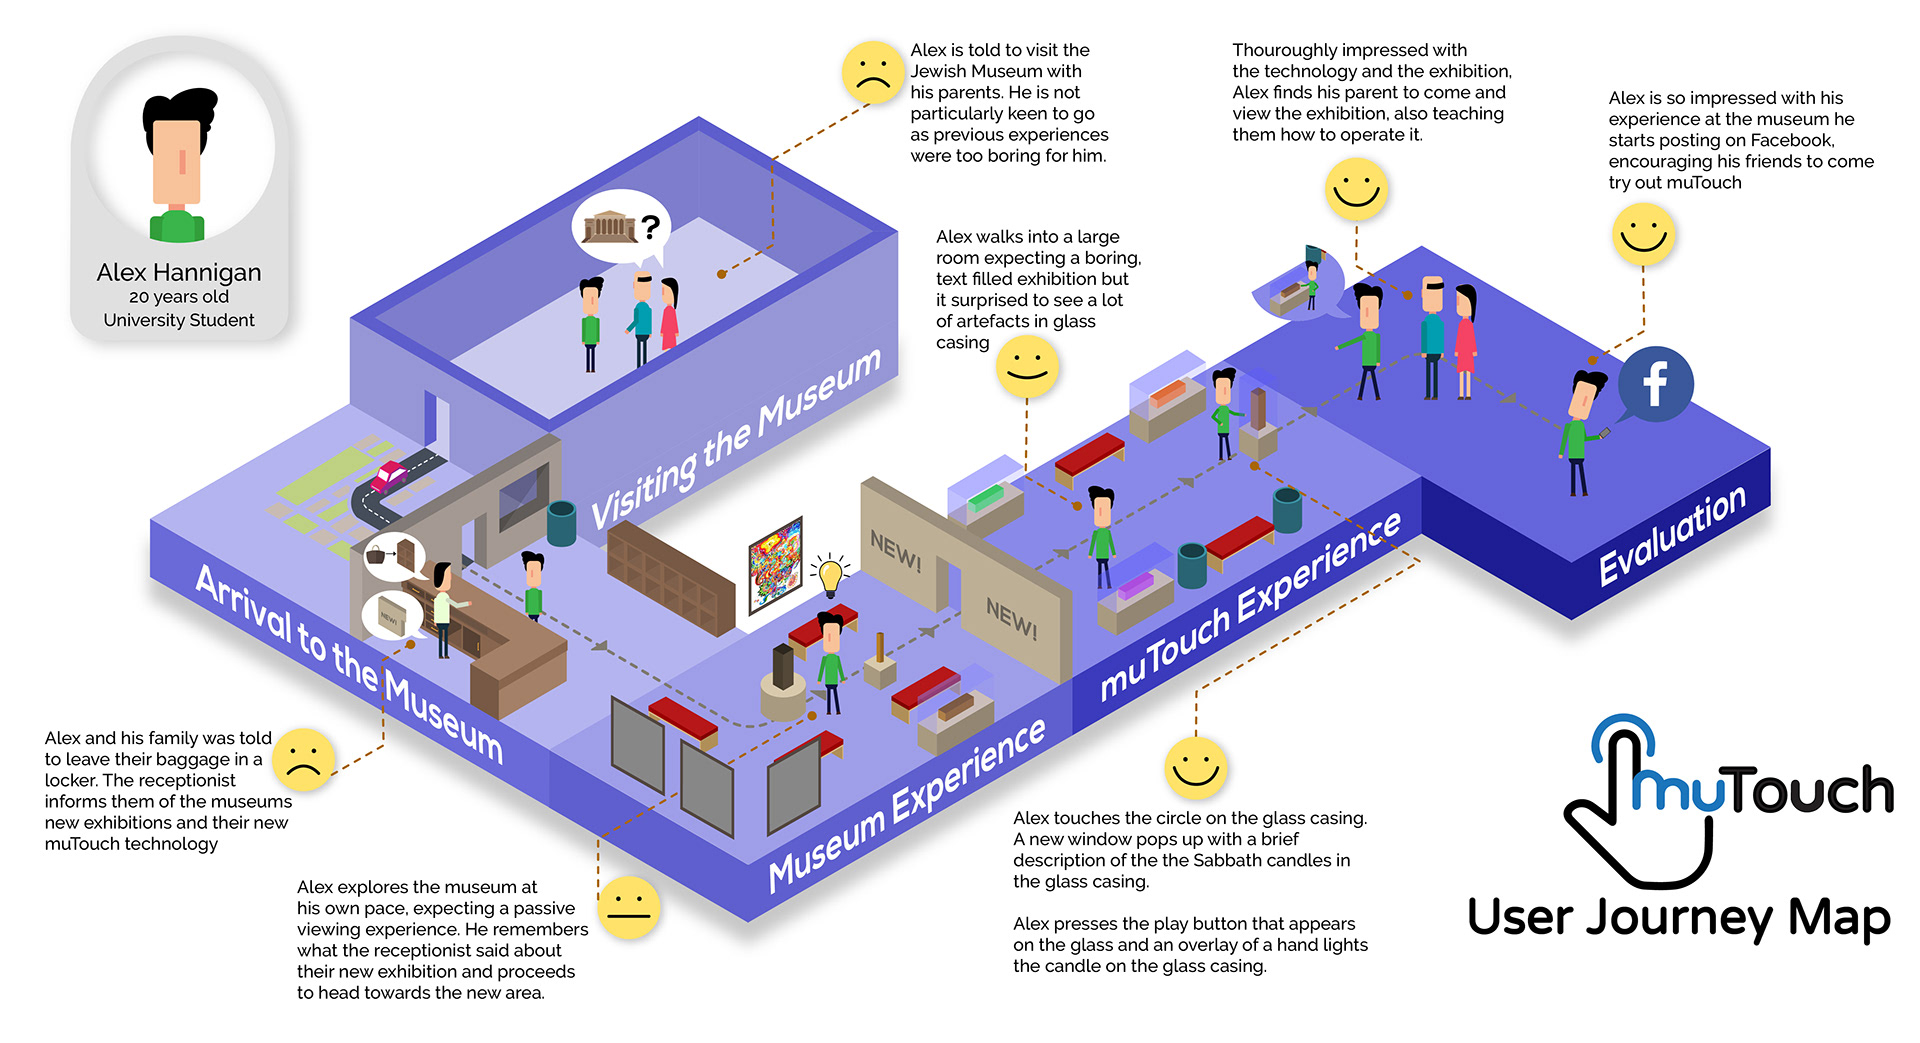 Alex Hannigan
20 years old
University Student
Alex is told to visit the
Jewish Museum with
his parents. He is not
particularly keen to go
as previous experiences
were too boring for him.
Thouroughly impressed with
the technology and the exhibition,
Alex finds his parent to come and
view the exhibition, also teaching
them how to operate it.
Alex is so impressed with his
experience at the museum he
starts posting on Facebook,
encouraging his friends to come
try out muTouch
Alex walks into a large
room expecting a boring,
text filled exhibition but
it surprised to see a lot
of artefacts in glass
casing
?
f
Visiting the Museum
NEW!
NEW!
NEW!
Arrival to the Museum
Museum Experience
muTouch Experience
Evaluation
Alex and his family was told
to leave their baggage in a
locker. The receptionist
informs them of the museums
new exhibitions and their new
muTouch technology
Alex explores the museum at
his own pace, expecting a passive
viewing experience. He remembers
what the receptionist said about
their new exhibition and proceeds
to head towards the new area.
Alex touches the circle on the glass casing.
A new window pops up with a brief
description of the the Sabbath candles in
the glass casing.
Alex presses the play button that appears
on the glass and an overlay of a hand lights
the candle on the glass casing.
muTouch
User Journey Map